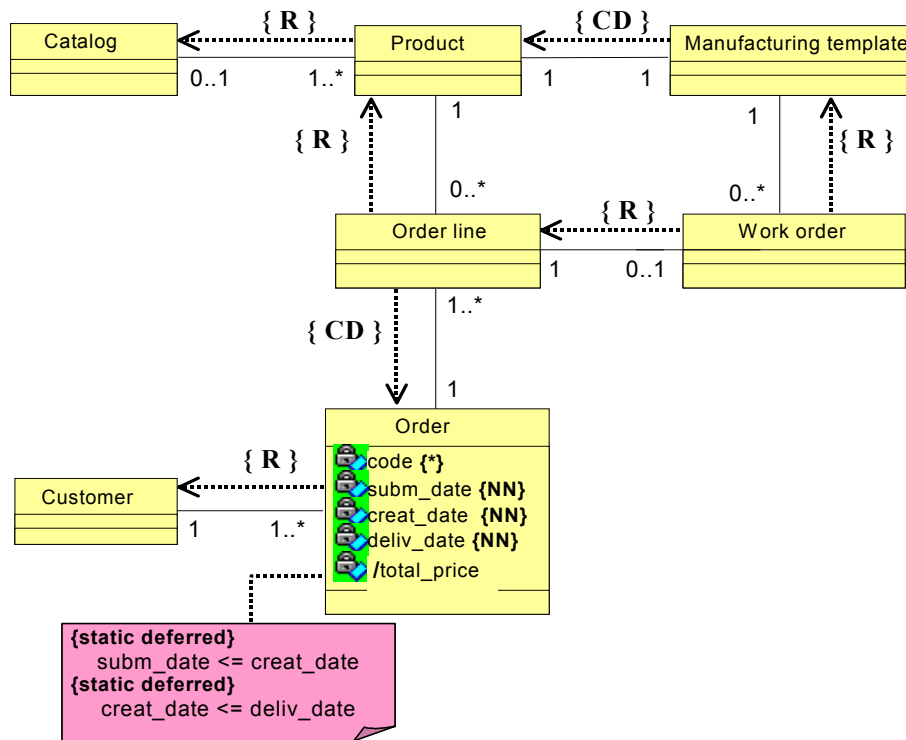 { R }
{ CD }
Catalog
Product
Manufacturing template
0..1
1..*
1
1
1
1
{ R }
{ R }
0..*
0..*
{ R }
Order line
Work order
1
0..1
1..*
{ CD }
1
Order
code {*}
{ R }
subm_date {NN}
Customer
creat_date {NN}
1
1..*
deliv_date {NN}
/total_price
{static deferred}
subm_date <= creat_date
{static deferred}
creat_date <= deliv_date